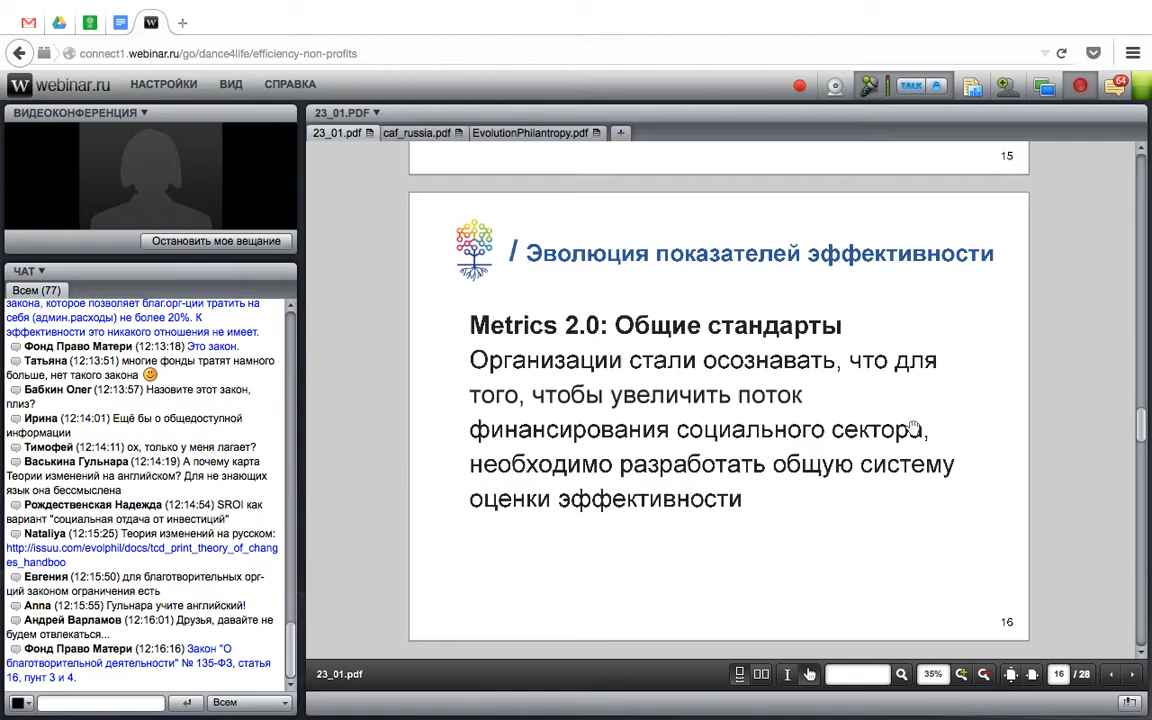 connect1.webinar.ru/go/dance4life/efficiency-non-profits
W webinar.ru НАСТРОЙКИ ВИД СПРАВКА TALK 64
ВИДЕОКОНФЕРЕНЦИЯ
Остановить мое вещание
ЧАТ
Всем (77)
закона, которое позволяет благ.орг-ции тратить на
себя (админ.расходы) не более 20%. К
эффективности это никакого отношения не имеет.
Фонд Право Матери (12:13:18) Это закон.
Татьяна (12:13:51) многие фонды тратят намного
больше, нет такого закона
Бабкин Олег (12:13:57) Назовите этот закон,
плиз?
Ирина (12:14:01) Ещё бы о общедоступной
информации
Тимофей (12:14:11) ох, только у меня лагает?
Васькина Гульнара (12:14:19) А почему карта
Теории изменений на английском? Для не знающих
язык она бессмыслена
Рождественская Надежда (12:14:54) SROI как
вариант "социальная отдача от инвестиций"
Nataliya (12:15:25) Теория изменений на русском:
http://issuu.com/evolphil/docs/tcd_print_theory_of_chang
es_handboo
Евгения (12:15:50) для благотворительных орг-
ций законом ограничения есть
Anna (12:15:55) Гульнара учите английский!
Андрей Варламов (12:16:01) Друзья, давайте не
будем отвлекаться...
Фонд Право Матери (12:16:16) Закон "О
благотворительной деятельности" № 135-ФЗ, статья
16, пунт 3 и 4.
Всем
23_01.PDF
23_01.pdf caf_russia.pdf EvolutionPhilantropy.pdf
15
/ Эволюция показателей эффективности
Metrics 2.0: Общие стандарты
Организации стали осознавать, что для
того, чтобы увеличить поток
финансирования социального сектора,
необходимо разработать общую систему
оценки эффективности
16
23_01.pdf 35% 16 / 28